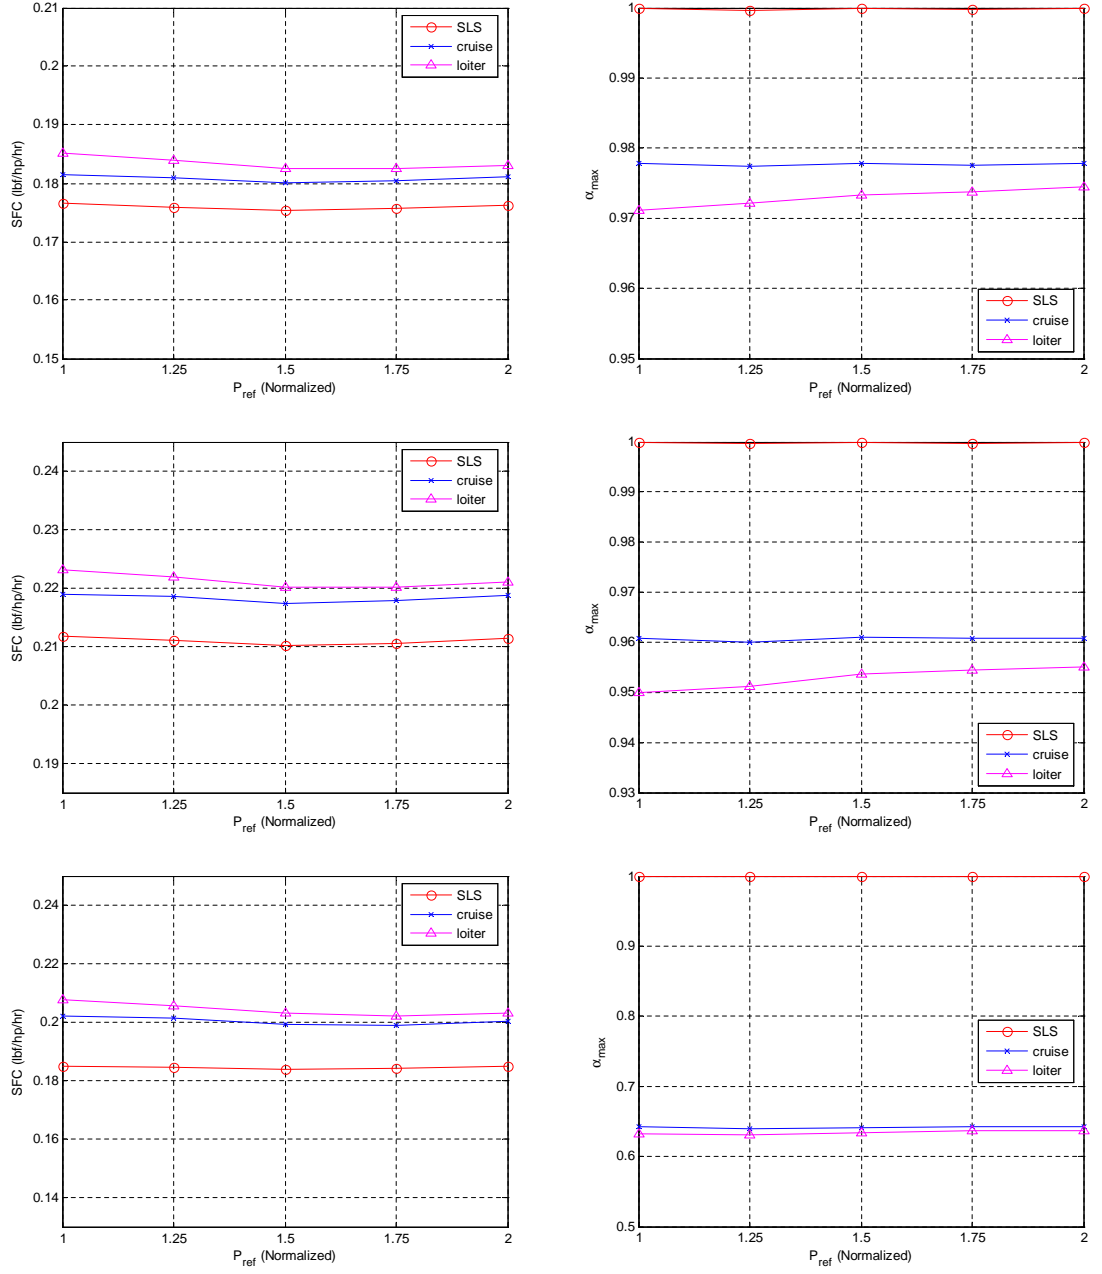 0.21
0.2
0.19
0.18
0.17
0.16
0.15
SFC (lbf/hp/hr)
1 1.25 1.5 1.75 2
P_ref (Normalized)
SLS
cruise
loiter
1
0.99
0.98
0.97
0.96
0.95
α_max
1 1.25 1.5 1.75 2
P_ref (Normalized)
SLS
cruise
loiter
0.24
0.23
0.22
0.21
0.2
0.19
SFC (lbf/hp/hr)
1 1.25 1.5 1.75 2
P_ref (Normalized)
SLS
cruise
loiter
1
0.99
0.98
0.97
0.96
0.95
0.94
0.93
α_max
1 1.25 1.5 1.75 2
P_ref (Normalized)
SLS
cruise
loiter
0.24
0.22
0.2
0.18
0.16
0.14
SFC (lbf/hp/hr)
1 1.25 1.5 1.75 2
P_ref (Normalized)
SLS
cruise
loiter
1
0.9
0.8
0.7
0.6
0.5
α_max
1 1.25 1.5 1.75 2
P_ref (Normalized)
SLS
cruise
loiter